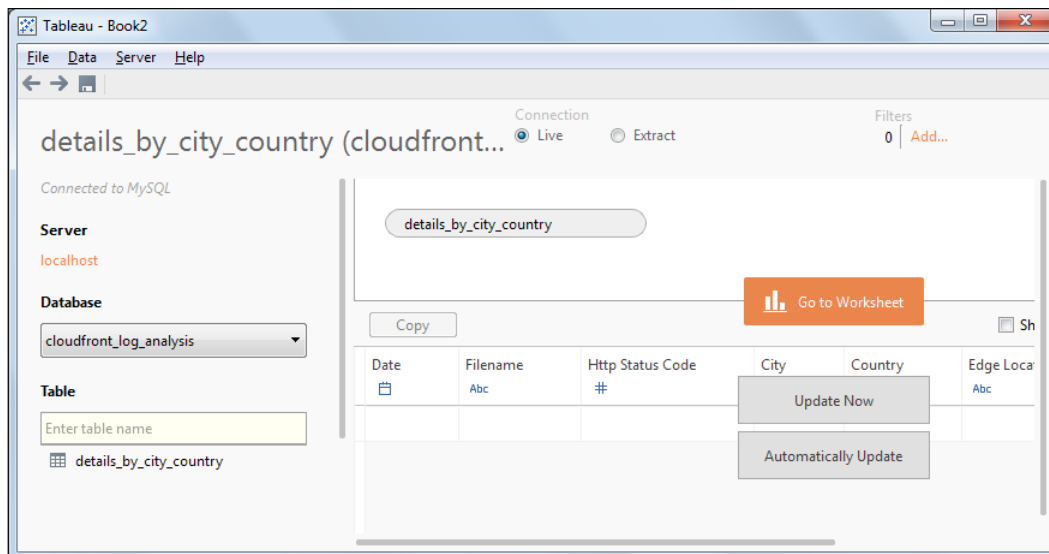 Tableau - Book2
File Data Server Help
details_by_city_country (cloudfront...
Connection
Live Extract
Filters
0 Add...
Connected to MySQL
Server
localhost
Database
cloudfront_log_analysis
Table
Enter table name
details_by_city_country
details_by_city_country
Go to Worksheet
Copy
Sh
Date Filename Http Status Code City Country Edge Locat
Abc # Abc
Update Now
Automatically Update